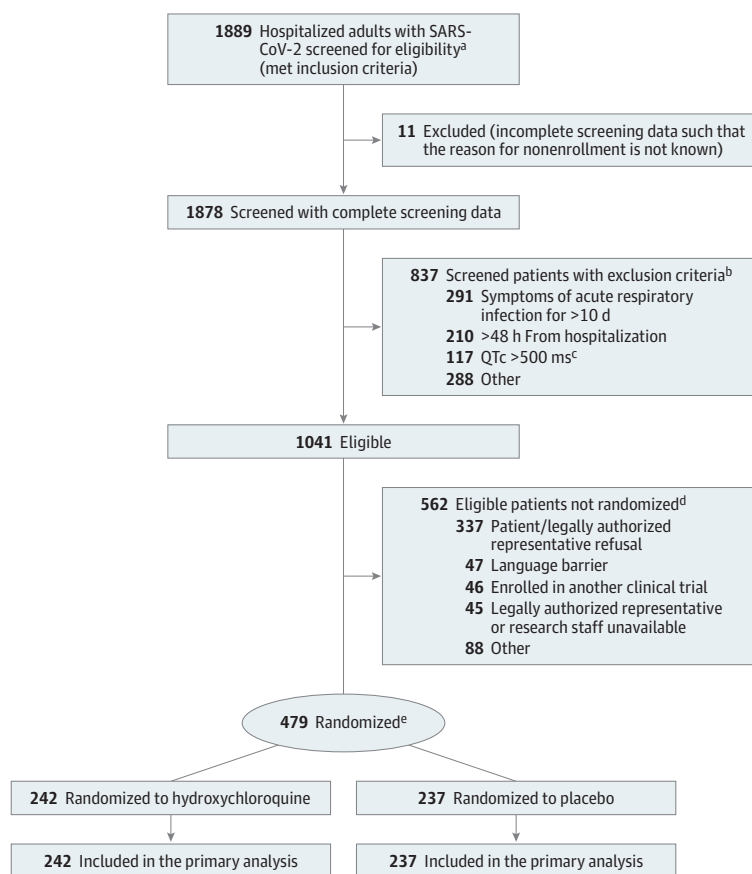 1889 Hospitalized adults with SARS-
CoV-2 screened for eligibilityª
(met inclusion criteria)
11 Excluded (incomplete screening data such that
the reason for nonenrollment is not known)
1878 Screened with complete screening data
837 Screened patients with exclusion criteriaᵇ
291 Symptoms of acute respiratory
infection for >10 d
210 >48 h From hospitalization
117 QTc >500 msᶜ
288 Other
1041 Eligible
562 Eligible patients not randomizedᵈ
337 Patient/legally authorized
representative refusal
47 Language barrier
46 Enrolled in another clinical trial
45 Legally authorized representative
or research staff unavailable
88 Other
479 Randomizedᵉ
242 Randomized to hydroxychloroquine
237 Randomized to placebo
242 Included in the primary analysis
237 Included in the primary analysis